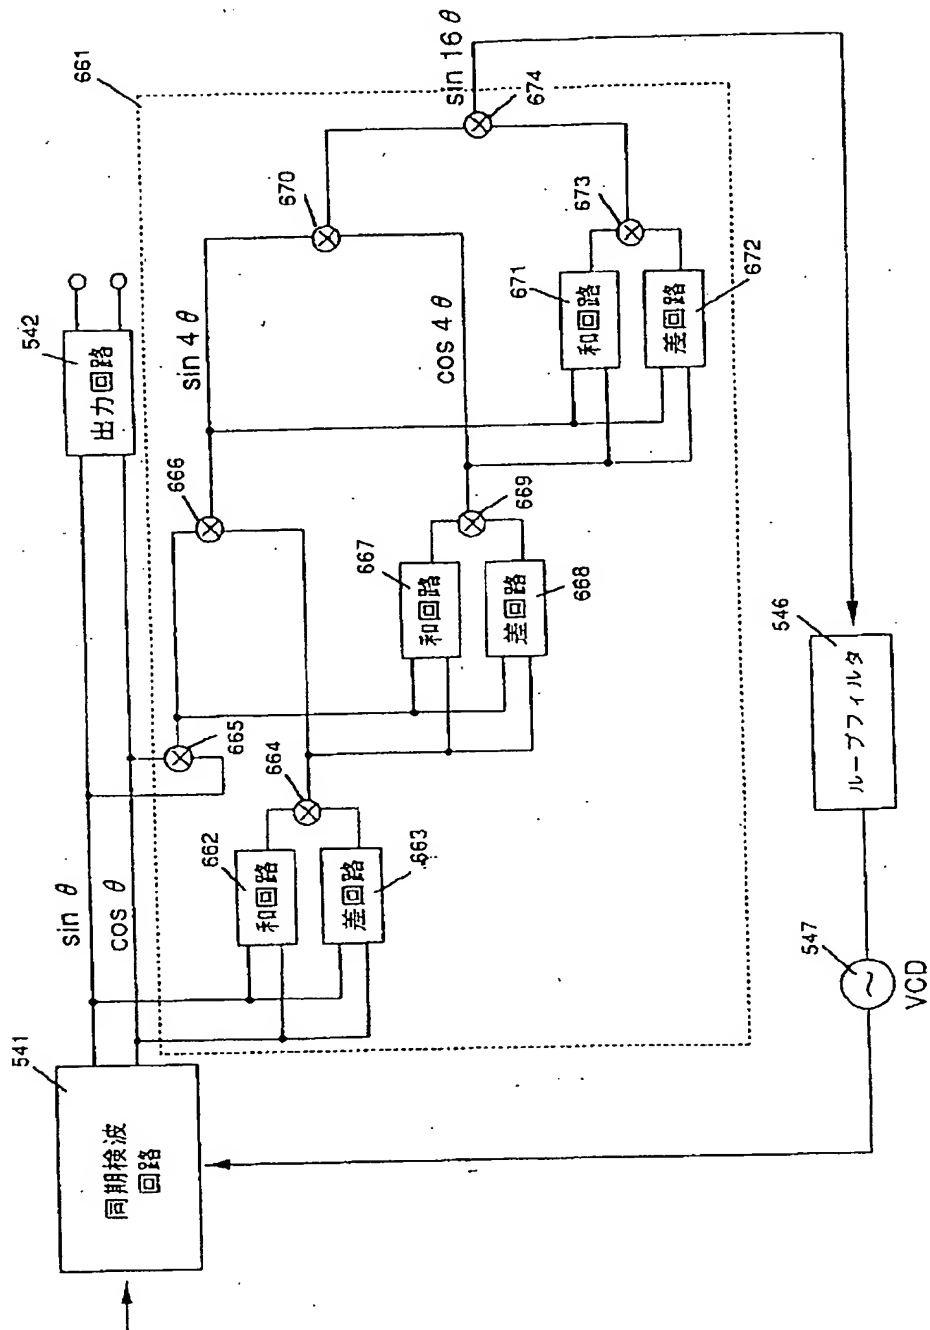 541
同期検波
回路
sin θ
cos θ
542
出力回路
661
662
和回路
663
差回路
664
665
666
sin 4θ
667
和回路
668
差回路
669
cos 4θ
670
671
和回路
672
差回路
673
674
sin 16θ
546
ループフィルタ
547
~
VCD